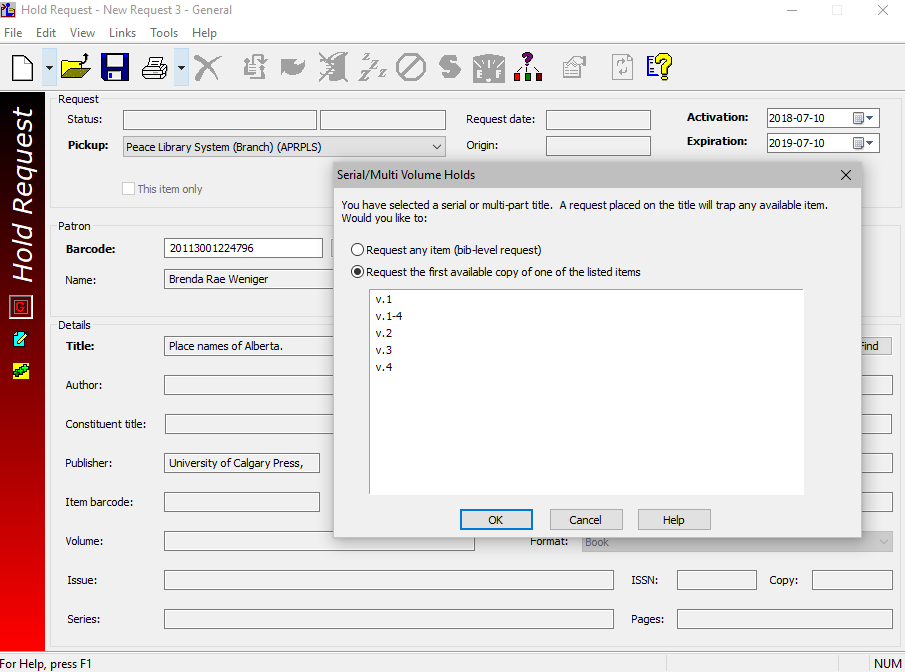 Hold Request - New Request 3 - General
File Edit View Links Tools Help
Hold Request
Request
Status:
Request date:
Activation: 2018-07-10
Pickup: Peace Library System (Branch) (APRPLS)
Origin:
Expiration: 2019-07-10
This item only
Serial/Multi Volume Holds
You have selected a serial or multi-part title. A request placed on the title will trap any available item.
Would you like to:
Request any item (bib-level request)
Request the first available copy of one of the listed items
v.1
v.1-4
v.2
v.3
v.4
OK Cancel Help
Patron
Barcode: 20113001224796
Name: Brenda Rae Weniger
Details
Title: Place names of Alberta.
Find
Author:
Constituent title:
Publisher: University of Calgary Press,
Item barcode:
Volume:
Format: Book
Issue:
ISSN:
Copy:
Series:
Pages:
For Help, press F1
NUM